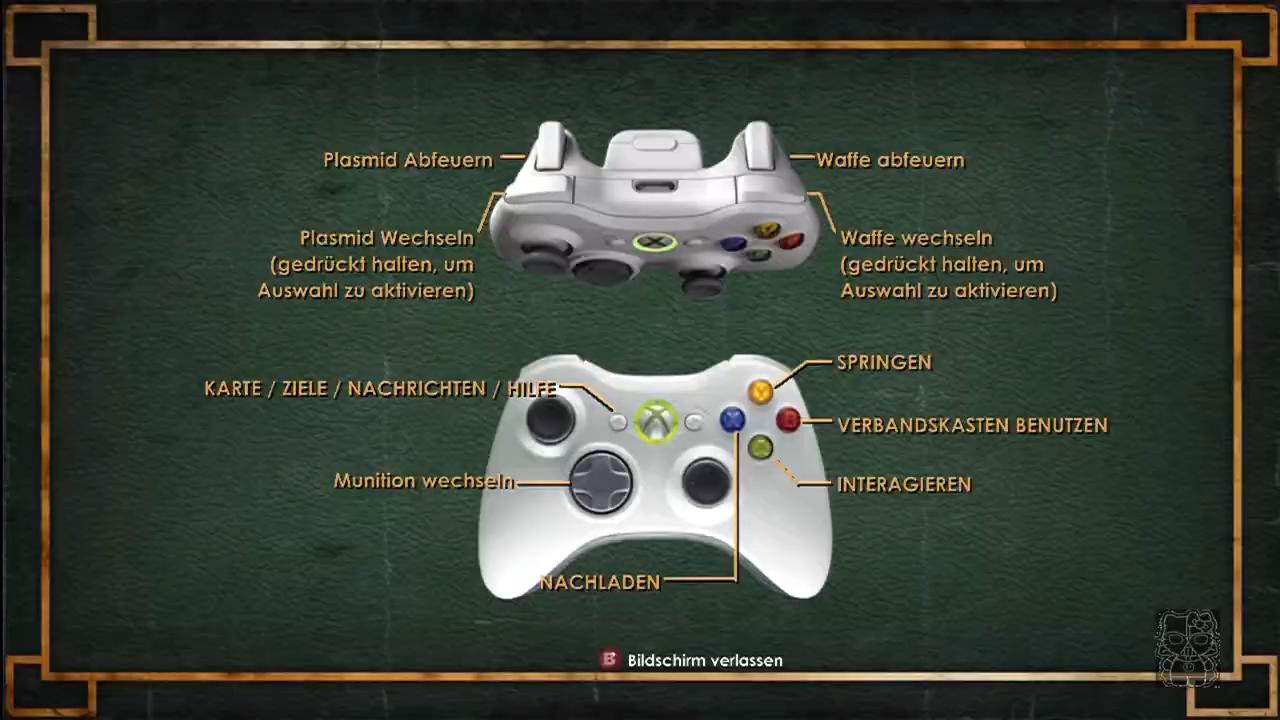 Plasmid Abfeuern
Waffe abfeuern
Plasmid Wechseln
(gedrückt halten, um
Auswahl zu aktivieren)
Waffe wechseln
(gedrückt halten, um
Auswahl zu aktivieren)
SPRINGEN
KARTE / ZIELE / NACHRICHTEN / HILFE
VERBANDSKASTEN BENUTZEN
Munition wechseln
INTERAGIEREN
NACHLADEN
B Bildschirm verlassen